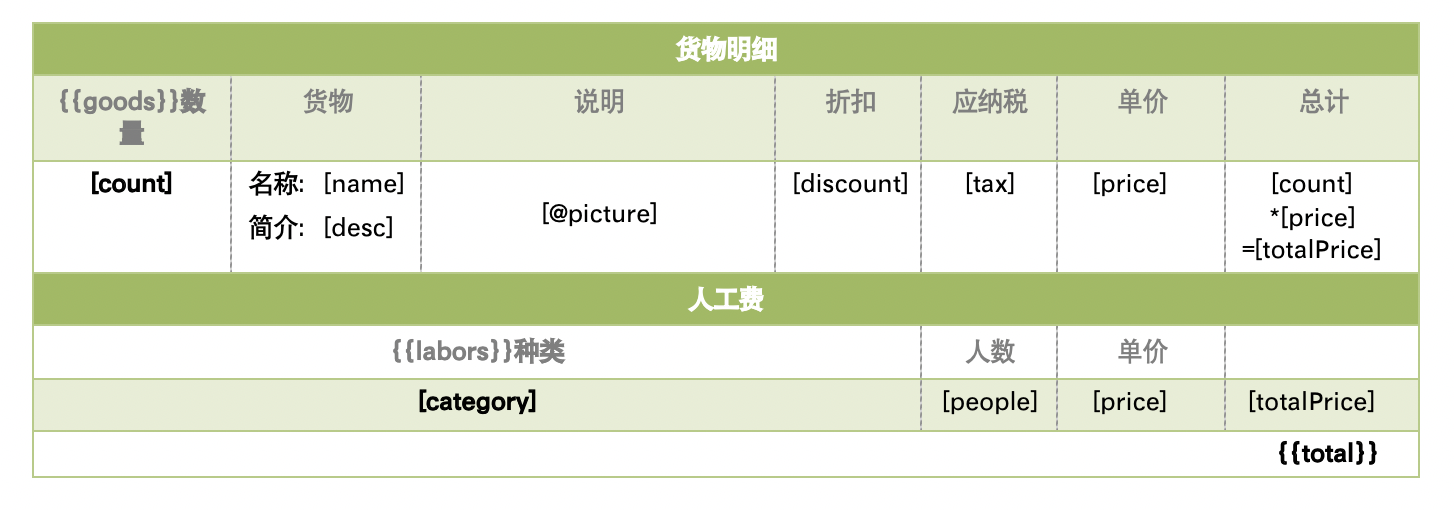 货物明细
{{goods}}数量 货物 说明 折扣 应纳税 单价 总计
[count] 名称: [name] [discount] [tax] [price] [count]
[@picture] *[price]
简介: [desc] =[totalPrice]
人工费
{{labors}}种类 人数 单价
[category] [people] [price] [totalPrice]
{{total}}